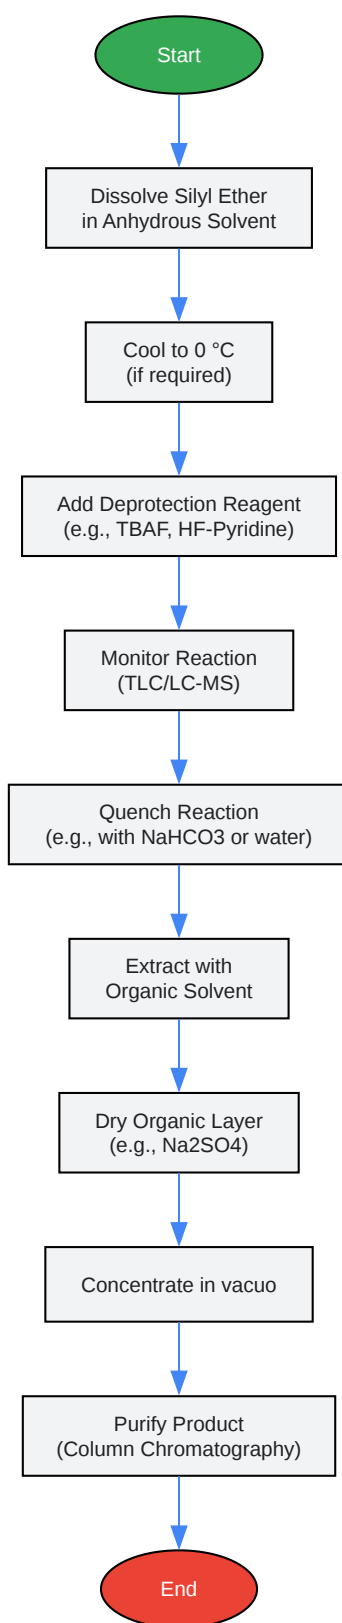 Start
Dissolve Silyl Ether
in Anhydrous Solvent
Cool to 0 °C
(if required)
Add Deprotection Reagent
(e.g., TBAF, HF-Pyridine)
Monitor Reaction
(TLC/LC-MS)
Quench Reaction
(e.g., with NaHCO3 or water)
Extract with
Organic Solvent
Dry Organic Layer
(e.g., Na2SO4)
Concentrate in vacuo
Purify Product
(Column Chromatography)
End